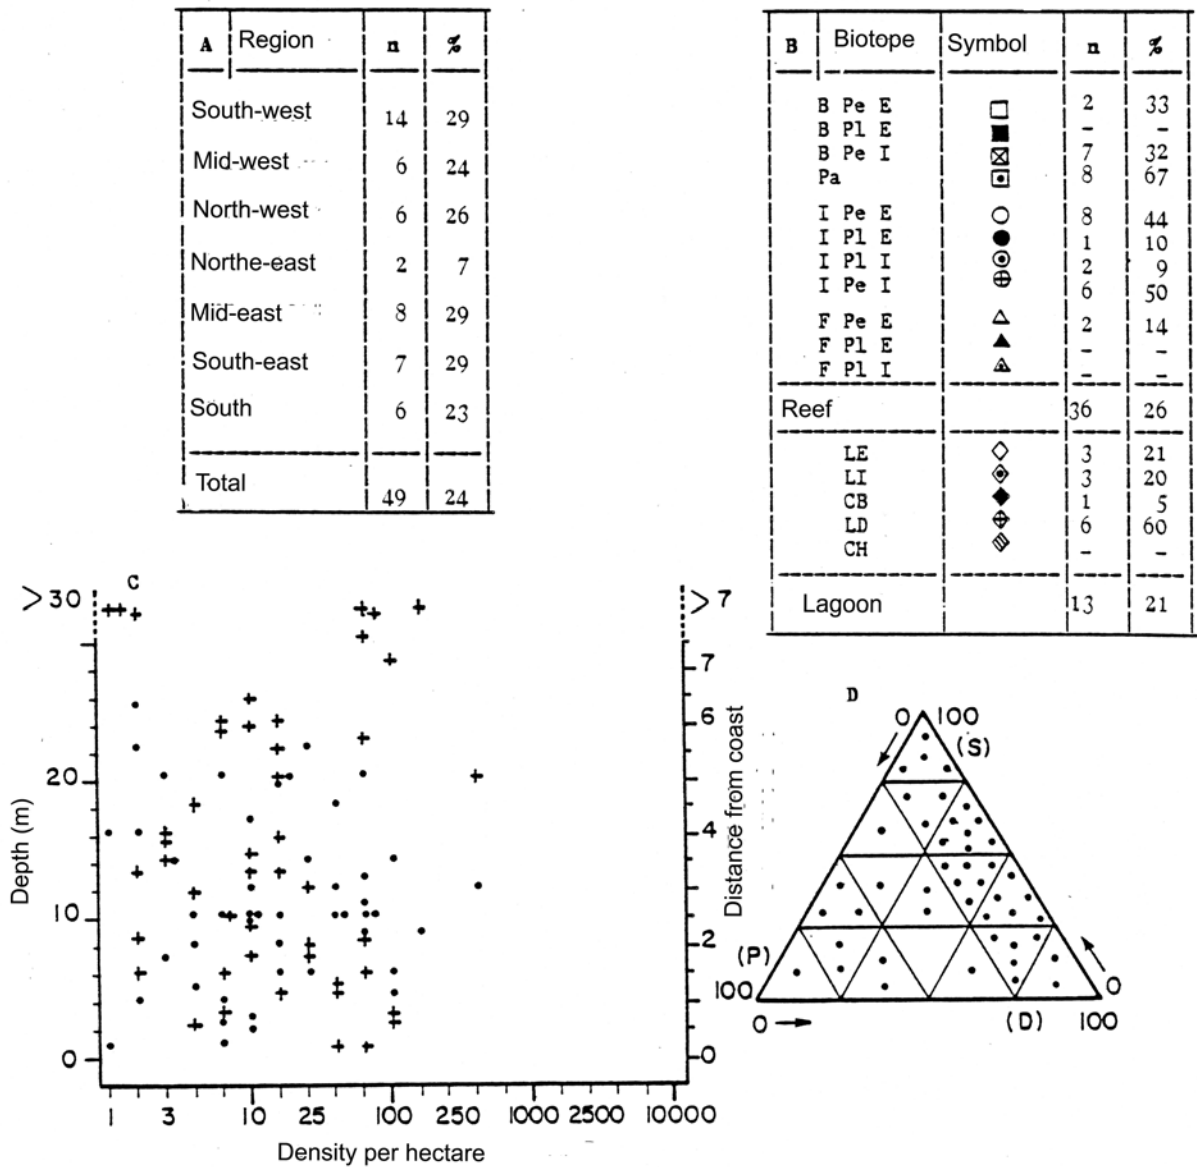 A Region n %
South-west 14 29
Mid-west 6 24
North-west 6 26
Northe-east 2 7
Mid-east 8 29
South-east 7 29
South 6 23
Total 49 24
B Biotope Symbol n %
B Pe E 2 33
B Pl E - -
B Pe I 7 32
Pa 8 67
I Pe E 8 44
I Pl E 1 10
I Pl I 2 9
I Pe I 6 50
F Pe E 2 14
F Pl E - -
F Pl I - -
Reef 36 26
LE 3 21
LI 3 20
CB 1 5
LD 6 60
CH - -
Lagoon 13 21
C
>30
20
10
0
Depth (m)
>7
7
6
4
2
0
Distance from coast
1 3 10 25 100 250 1000 2500 10000
Density per hectare
D
0 100
(S)
(P)
100
0
0
(D) 100